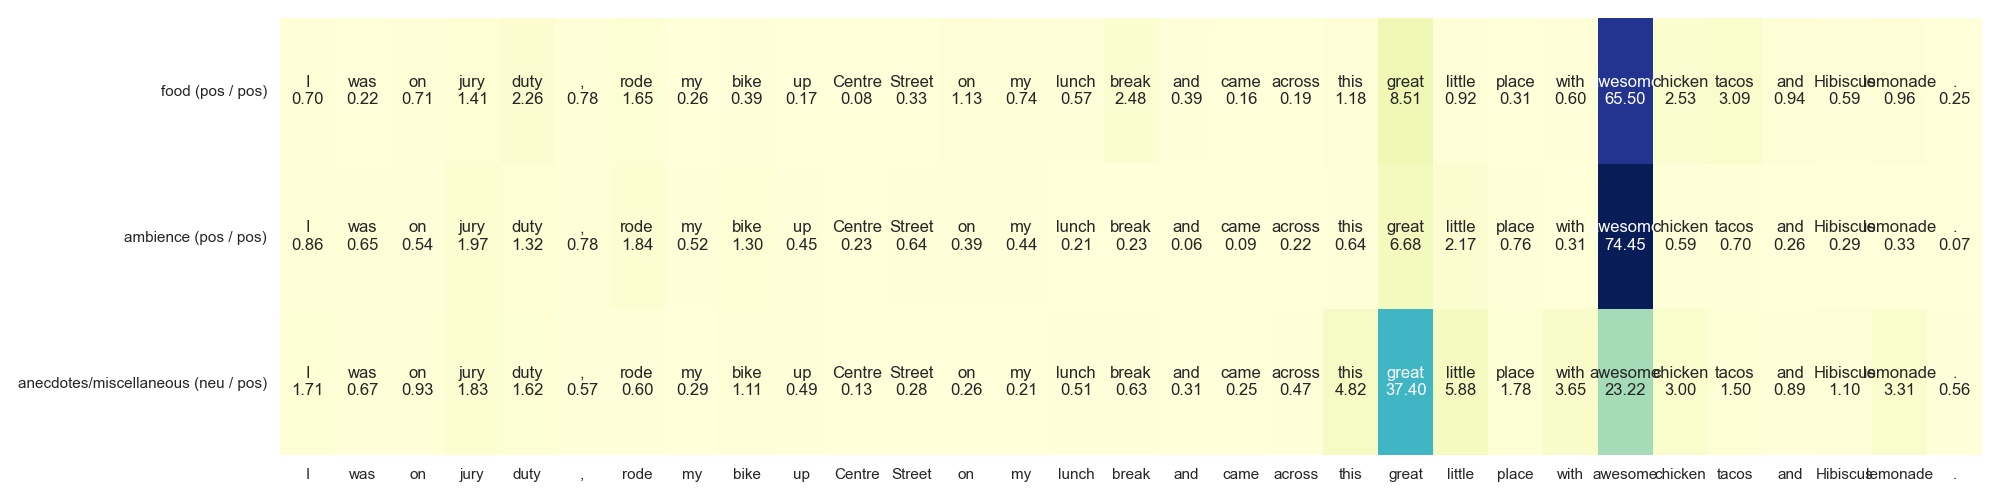 I was on jury duty , rode my bike up Centre Street on my lunch break and came across this great little place with awesome chicken tacos and Hibiscus lemonade .
food (pos / pos) 0.70 0.22 0.71 1.41 2.26 0.78 1.65 0.26 0.39 0.17 0.08 0.33 1.13 0.74 0.57 2.48 0.39 0.16 0.19 1.18 8.51 0.92 0.31 0.60 65.50 2.53 3.09 0.94 0.59 0.96 0.25
I was on jury duty , rode my bike up Centre Street on my lunch break and came across this great little place with awesome chicken tacos and Hibiscus lemonade .
ambience (pos / pos) 0.86 0.65 0.54 1.97 1.32 0.78 1.84 0.52 1.30 0.45 0.23 0.64 0.39 0.44 0.21 0.23 0.06 0.09 0.22 0.64 6.68 2.17 0.76 0.31 74.45 0.59 0.70 0.26 0.29 0.33 0.07
I was on jury duty , rode my bike up Centre Street on my lunch break and came across this great little place with awesome chicken tacos and Hibiscus lemonade .
anecdotes/miscellaneous (neu / pos) 1.71 0.67 0.93 1.83 1.62 0.57 0.60 0.29 1.11 0.49 0.13 0.28 0.26 0.21 0.51 0.63 0.31 0.25 0.47 4.82 37.40 5.88 1.78 3.65 23.22 3.00 1.50 0.89 1.10 3.31 0.56
I was on jury duty , rode my bike up Centre Street on my lunch break and came across this great little place with awesome chicken tacos and Hibiscus lemonade .